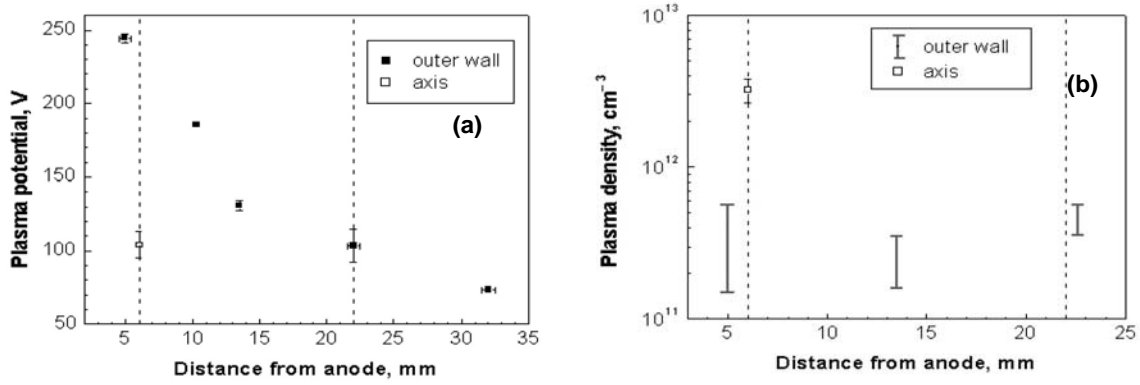 250
200
150
100
50
5 10 15 20 25 30 35
Plasma potential, V
Distance from anode, mm
outer wall
axis
(a)
10¹³
10¹²
10¹¹
5 10 15 20 25
Plasma density, cm⁻³
Distance from anode, mm
outer wall
axis
(b)